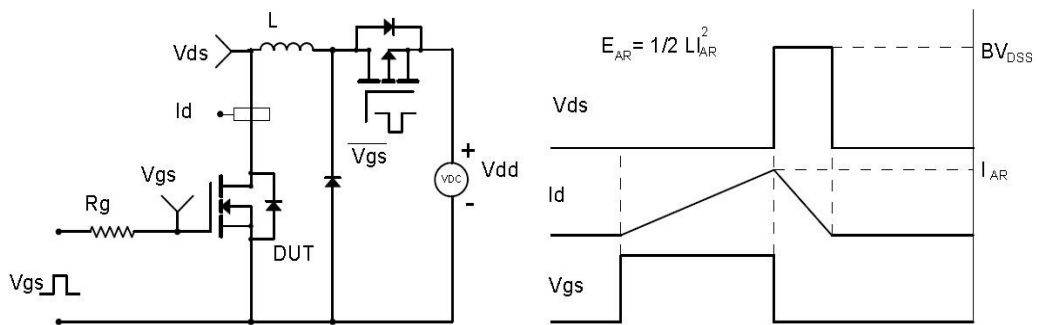 L
Vds
Id
Vgs
Vgs
Rg
DUT
Vgs
+
VDC
Vdd
-
E_AR = 1/2 LI_AR^2
BV_DSS
Vds
I_AR
Id
Vgs